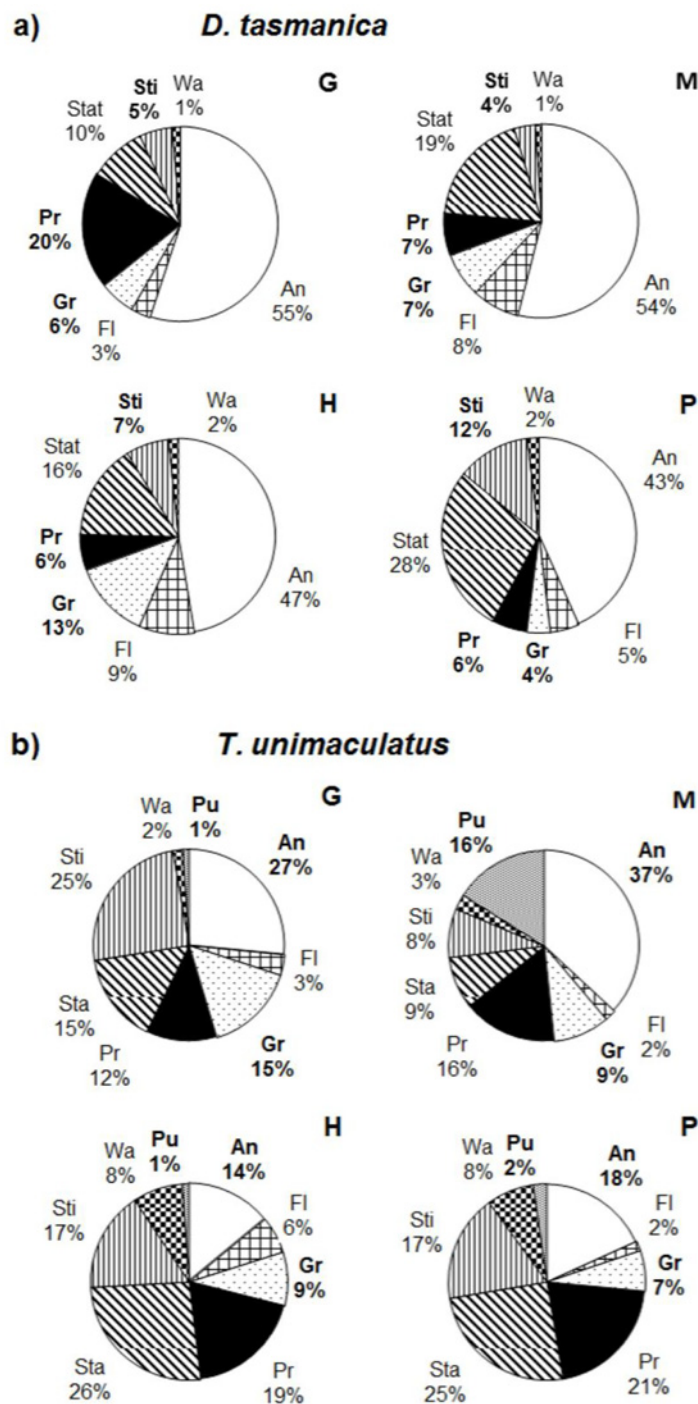 a) D. tasmanica
G
Sti
5%
Wa
1%
Stat
10%
Pr
20%
Gr
6%
Fl
3%
An
55%
M
Sti
4%
Wa
1%
Stat
19%
Pr
7%
Gr
7%
Fl
8%
An
54%
H
Sti
7%
Wa
2%
Stat
16%
Pr
6%
Gr
13%
Fl
9%
An
47%
P
Sti
12%
Wa
2%
An
43%
Stat
28%
Pr
6%
Gr
4%
Fl
5%
b) T. unimaculatus
G
Wa
2%
Pu
1%
An
27%
Sti
25%
Fl
3%
Sta
15%
Pr
12%
Gr
15%
M
Pu
16%
An
37%
Wa
3%
Sti
8%
Sta
9%
Pr
16%
Gr
9%
Fl
2%
H
Wa
8%
Pu
1%
An
14%
Sti
17%
Fl
6%
Gr
9%
Sta
26%
Pr
19%
P
Wa
8%
Pu
2%
An
18%
Sti
17%
Fl
2%
Gr
7%
Sta
25%
Pr
21%